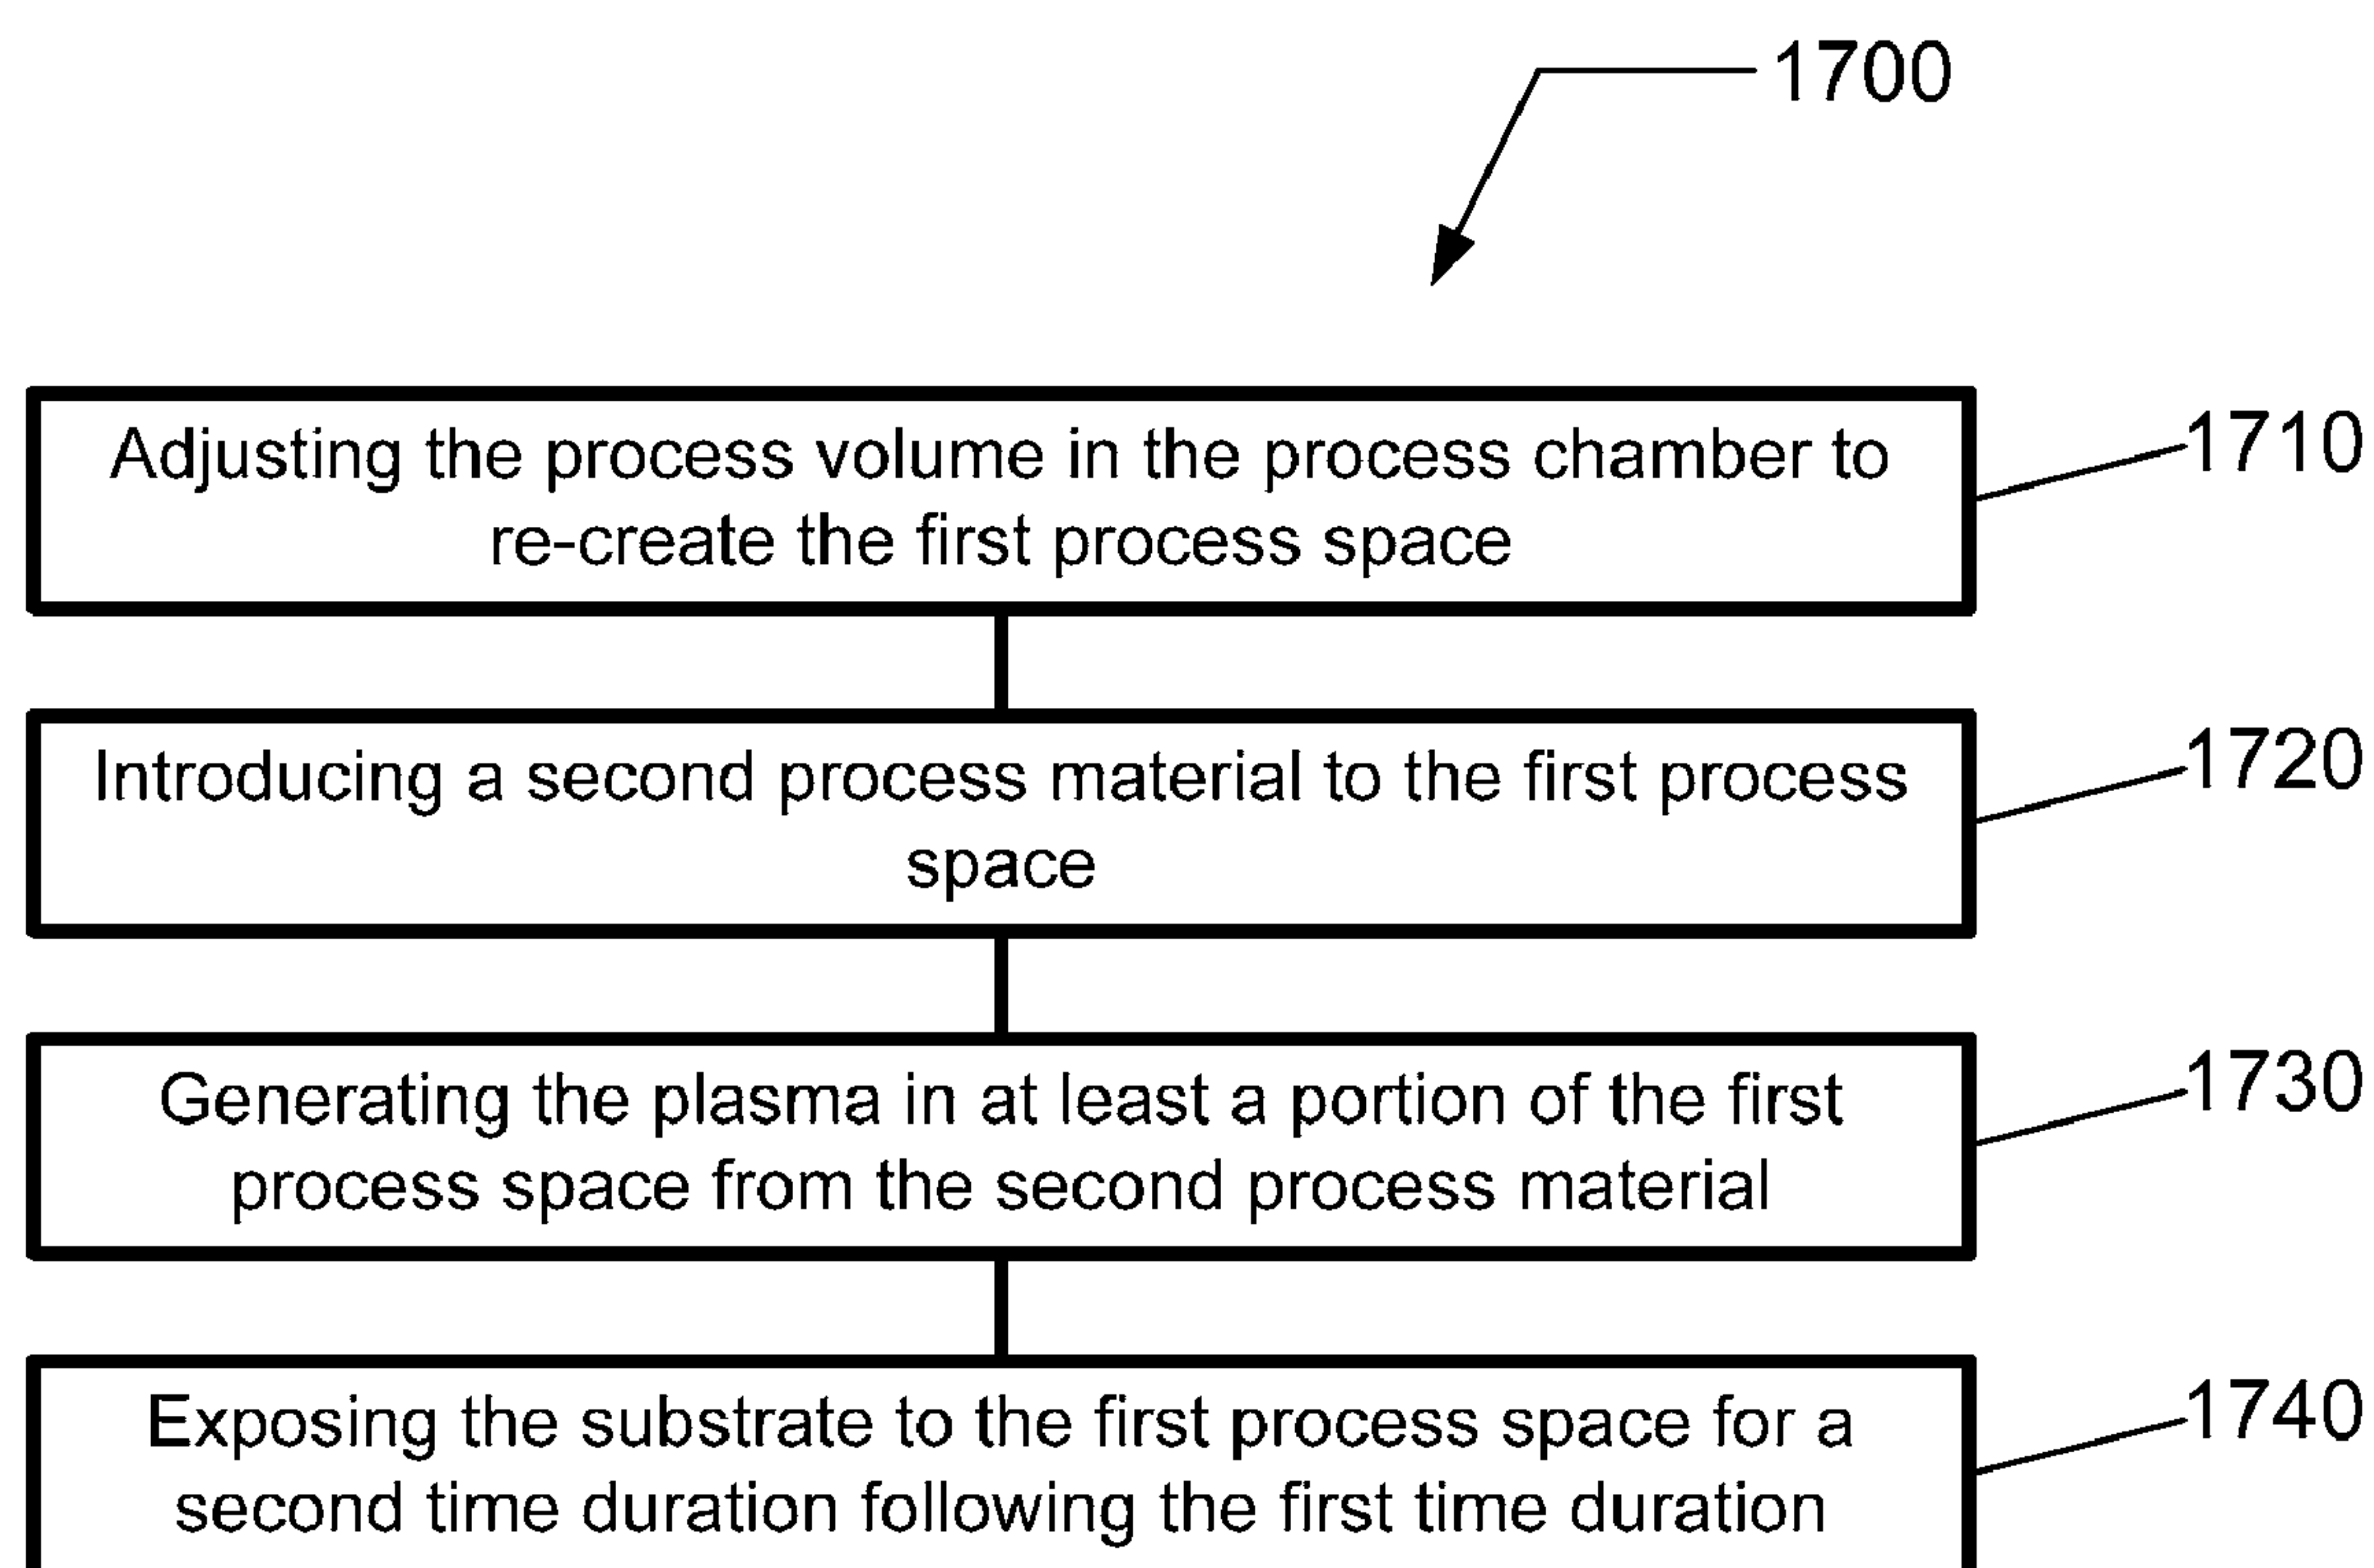 1700
Adjusting the process volume in the process chamber to
re-create the first process space
1710
Introducing a second process material to the first process
space
1720
Generating the plasma in at least a portion of the first
process space from the second process material
1730
Exposing the substrate to the first process space for a
second time duration following the first time duration
1740